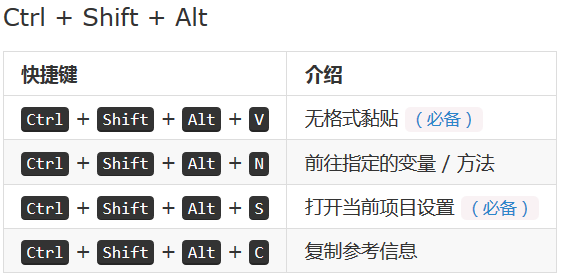 Ctrl + Shift + Alt
快捷键 介绍
Ctrl + Shift + Alt + V 无格式黏贴 （必备）
Ctrl + Shift + Alt + N 前往指定的变量 / 方法
Ctrl + Shift + Alt + S 打开当前项目设置 （必备）
Ctrl + Shift + Alt + C 复制参考信息